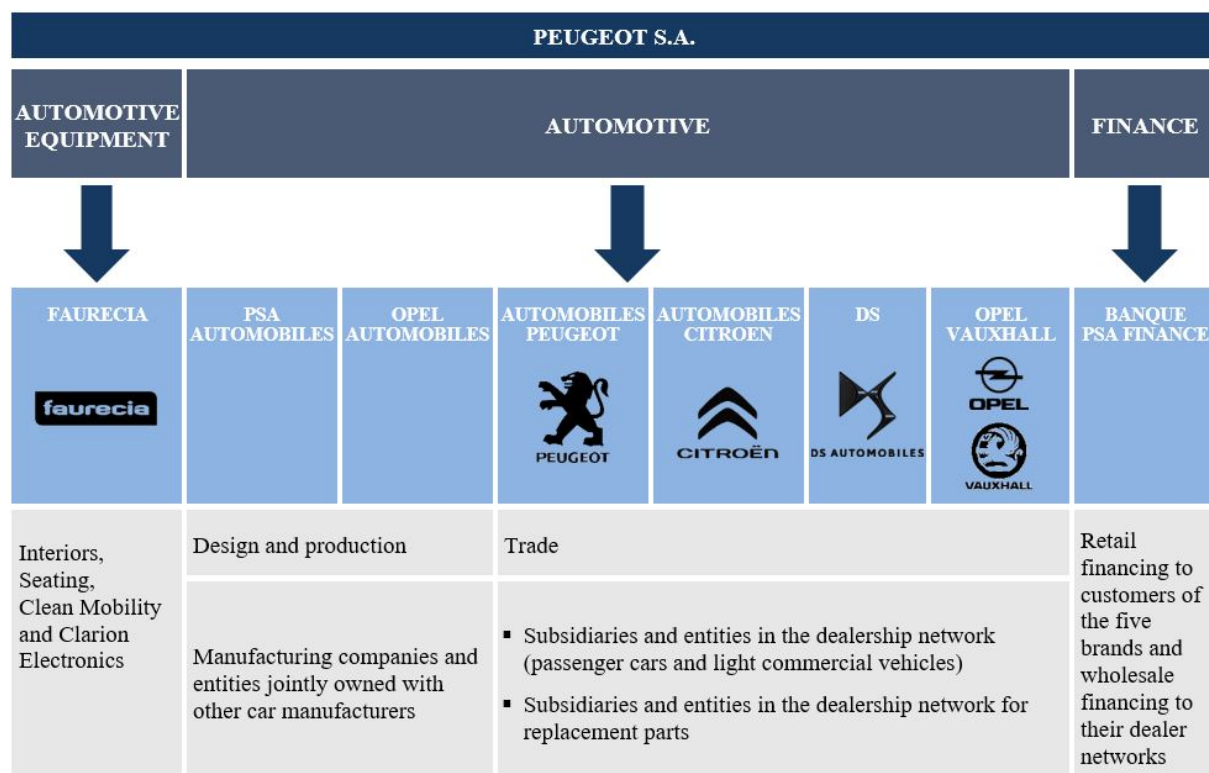 PEUGEOT S.A.
AUTOMOTIVE
EQUIPMENT
AUTOMOTIVE
FINANCE
FAURECIA
faurecia
PSA
AUTOMOBILES
OPEL
AUTOMOBILES
AUTOMOBILES
PEUGEOT
PEUGEOT
AUTOMOBILES
CITROEN
CITROËN
DS
DS AUTOMOBILES
OPEL
VAUXHALL
OPEL
VAUXHALL
BANQUE
PSA FINANCE
Interiors,
Seating,
Clean Mobility
and Clarion
Electronics
Design and production
Manufacturing companies and
entities jointly owned with
other car manufacturers
Trade
▪ Subsidiaries and entities in the dealership network
(passenger cars and light commercial vehicles)
▪ Subsidiaries and entities in the dealership network for
replacement parts
Retail
financing to
customers of
the five
brands and
wholesale
financing to
their dealer
networks